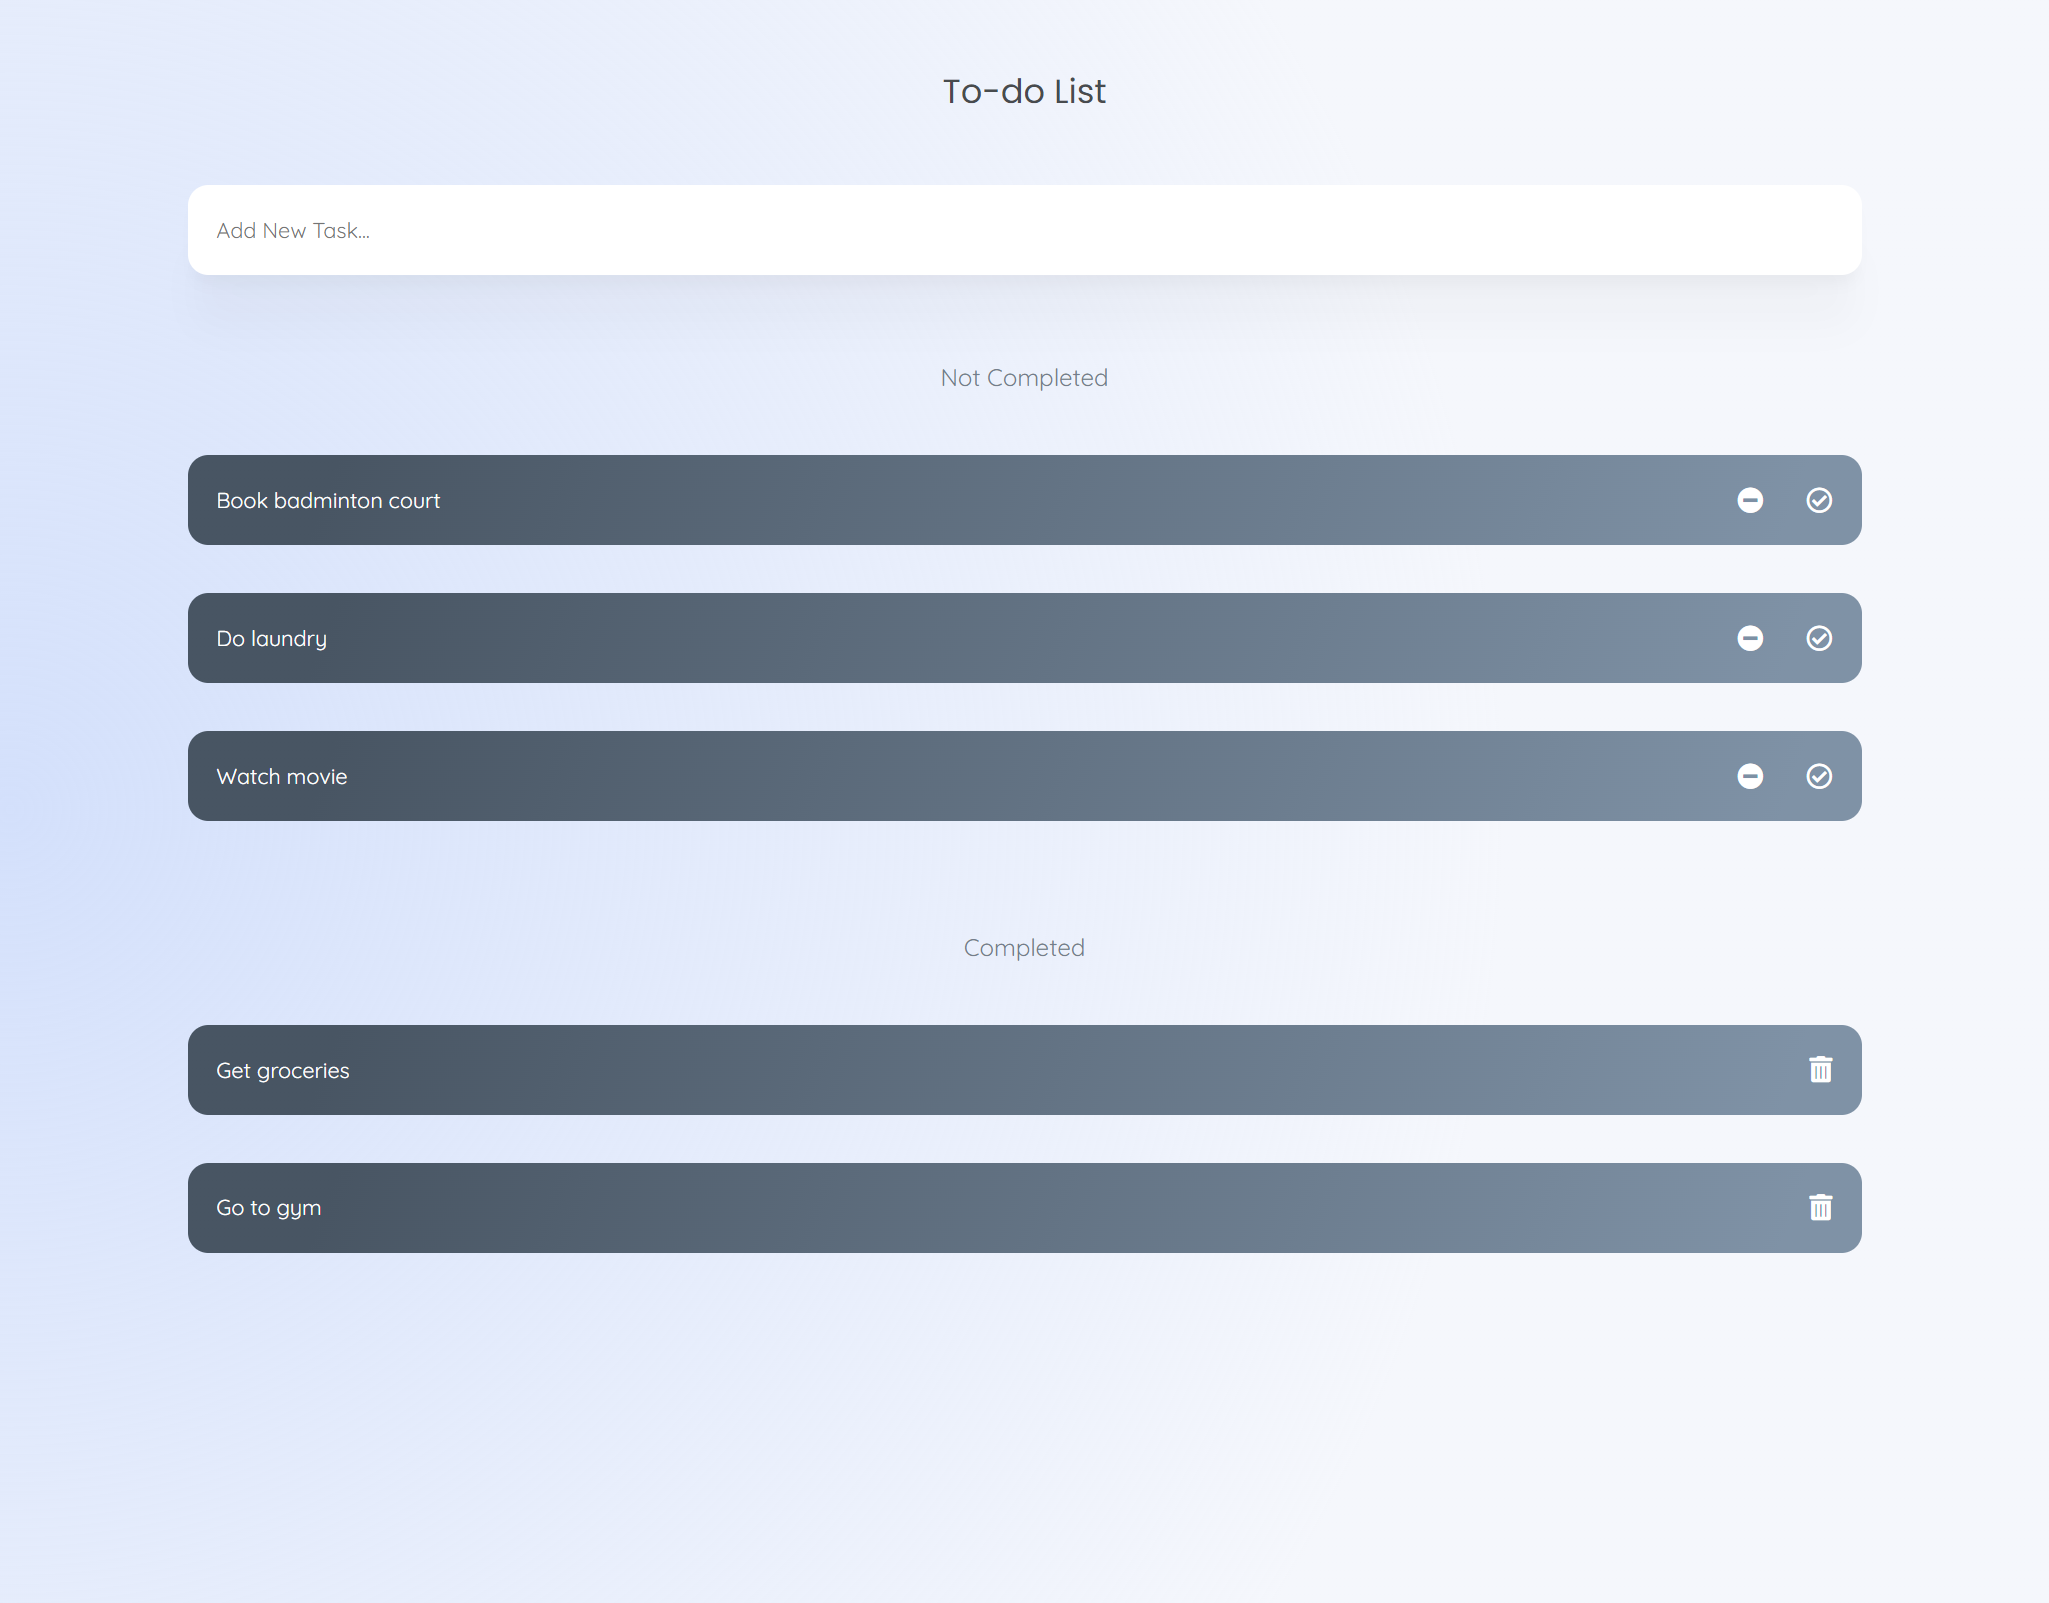 To-do List
Add New Task...
Not Completed
Book badminton court
Do laundry
Watch movie
Completed
Get groceries
Go to gym